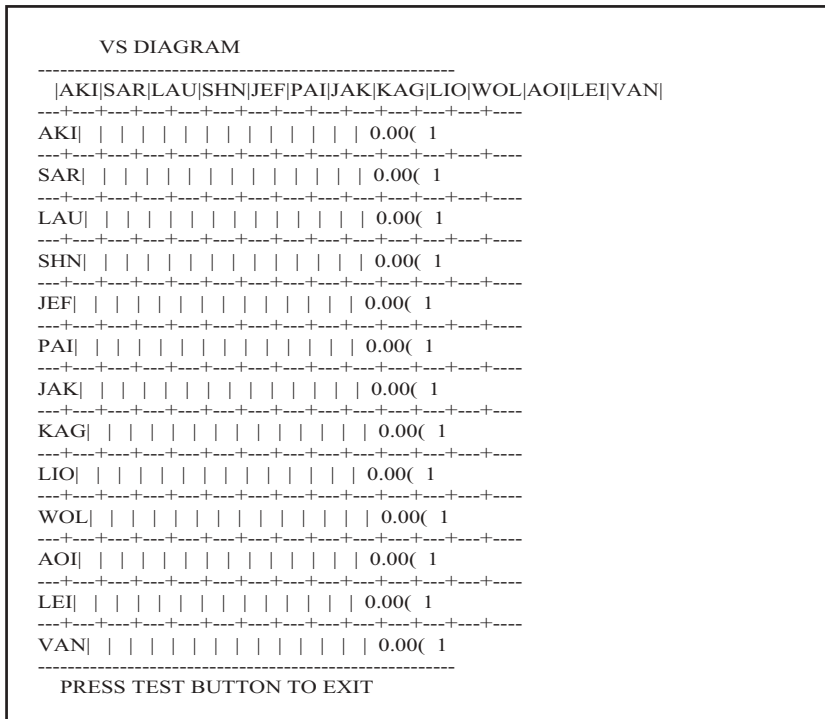 VS DIAGRAM
--------------------------------------------------------
|AKI|SAR|LAU|SHN|JEF|PAI|JAK|KAG|LIO|WOL|AOI|LEI|VAN|
---+---+---+---+---+---+---+---+---+---+---+---+---+----
AKI| | | | | | | | | | | | | | 0.00( 1
---+---+---+---+---+---+---+---+---+---+---+---+---+----
SAR| | | | | | | | | | | | | | 0.00( 1
---+---+---+---+---+---+---+---+---+---+---+---+---+----
LAU| | | | | | | | | | | | | | 0.00( 1
---+---+---+---+---+---+---+---+---+---+---+---+---+----
SHN| | | | | | | | | | | | | | 0.00( 1
---+---+---+---+---+---+---+---+---+---+---+---+---+----
JEF| | | | | | | | | | | | | | 0.00( 1
---+---+---+---+---+---+---+---+---+---+---+---+---+----
PAI| | | | | | | | | | | | | | 0.00( 1
---+---+---+---+---+---+---+---+---+---+---+---+---+----
JAK| | | | | | | | | | | | | | 0.00( 1
---+---+---+---+---+---+---+---+---+---+---+---+---+----
KAG| | | | | | | | | | | | | | 0.00( 1
---+---+---+---+---+---+---+---+---+---+---+---+---+----
LIO| | | | | | | | | | | | | | 0.00( 1
---+---+---+---+---+---+---+---+---+---+---+---+---+----
WOL| | | | | | | | | | | | | | 0.00( 1
---+---+---+---+---+---+---+---+---+---+---+---+---+----
AOI| | | | | | | | | | | | | | 0.00( 1
---+---+---+---+---+---+---+---+---+---+---+---+---+----
LEI| | | | | | | | | | | | | | 0.00( 1
---+---+---+---+---+---+---+---+---+---+---+---+---+----
VAN| | | | | | | | | | | | | | 0.00( 1
--------------------------------------------------------
PRESS TEST BUTTON TO EXIT